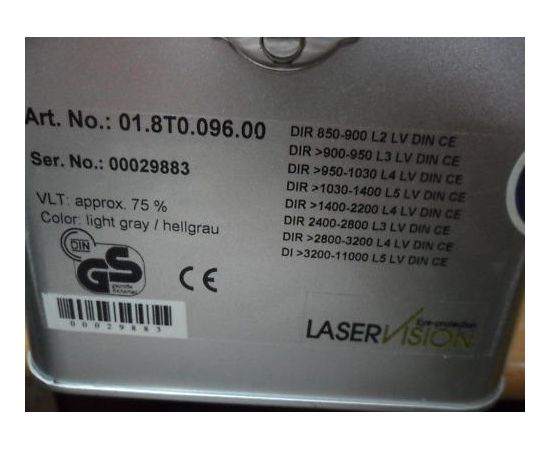 Art. No.: 01.8T0.096.00
Ser. No.: 00029883
VLT: approx. 75 %
Color: light gray / hellgrau
DIN
GS
geprüfte
Sicherheit
CE
00029883
DIR 850-900 L2 LV DIN CE
DIR >900-950 L3 LV DIN CE
DIR >950-1030 L4 LV DIN CE
DIR >1030-1400 L5 LV DIN CE
DIR >1400-2200 L4 LV DIN CE
DIR 2400-2800 L3 LV DIN CE
DIR >2800-3200 L4 LV DIN CE
DI >3200-11000 L5 LV DIN CE
Eye-protection
LASERVISION